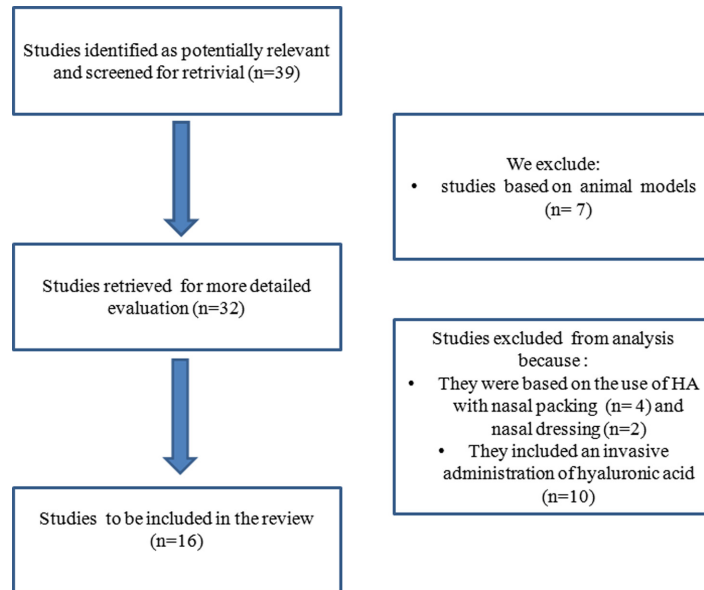 Studies identified as potentially relevant
and screened for retrivial (n=39)
We exclude:
• studies based on animal models
(n= 7)
Studies retrieved for more detailed
evaluation (n=32)
Studies excluded from analysis
because :
• They were based on the use of HA
with nasal packing (n= 4) and
nasal dressing (n=2)
• They included an invasive
administration of hyaluronic acid
(n=10)
Studies to be included in the review
(n=16)